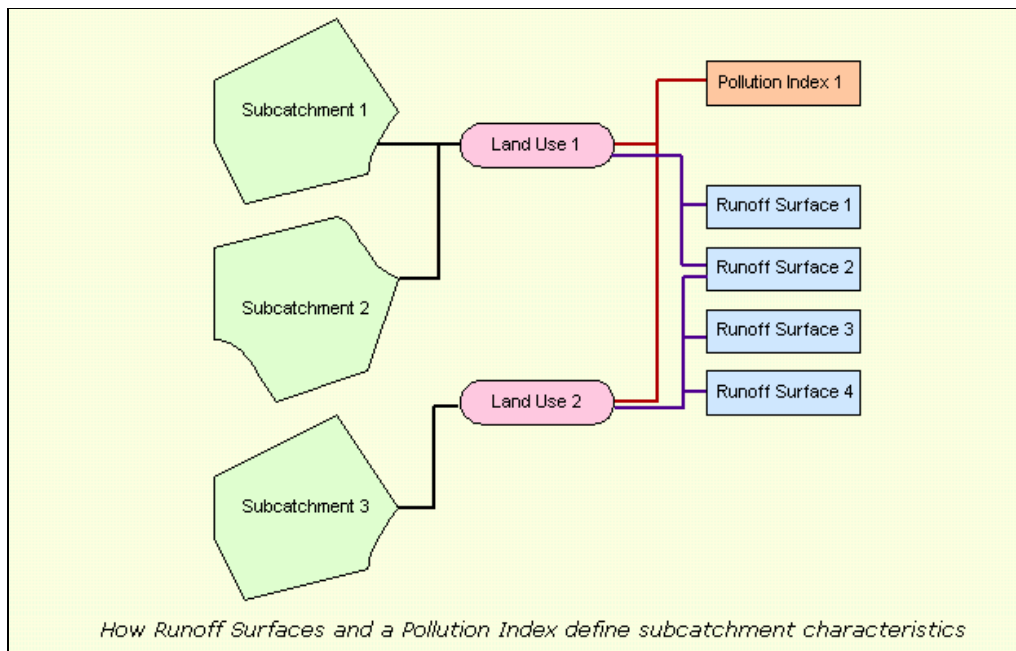 Subcatchment 1
Land Use 1
Pollution Index 1
Runoff Surface 1
Runoff Surface 2
Subcatchment 2
Runoff Surface 3
Runoff Surface 4
Land Use 2
Subcatchment 3
How Runoff Surfaces and a Pollution Index define subcatchment characteristics